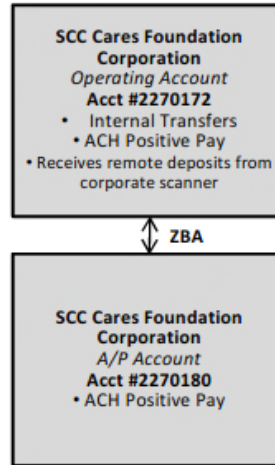 SCC Cares Foundation
Corporation
Operating Account
Acct #2270172
• Internal Transfers
• ACH Positive Pay
• Receives remote deposits from
corporate scanner
ZBA
SCC Cares Foundation
Corporation
A/P Account
Acct #2270180
• ACH Positive Pay